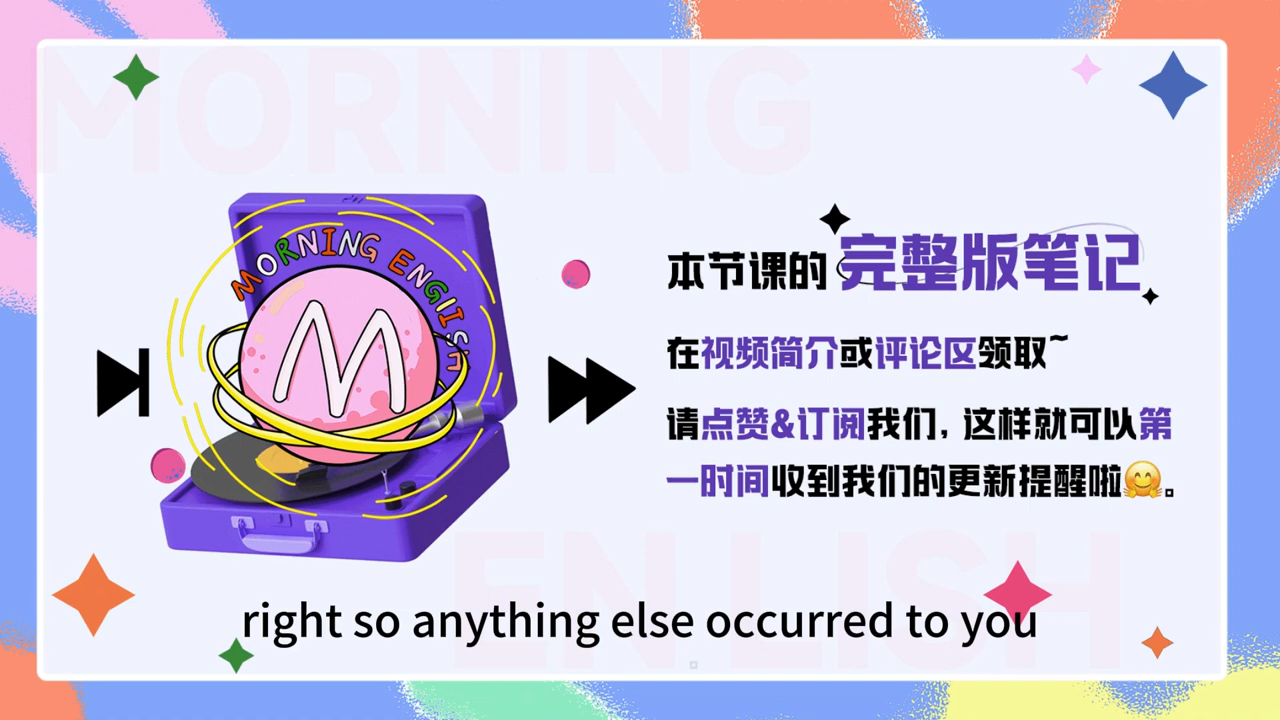 MORNING
MORNING ENGLISH
M
本节课的 完整版笔记
在视频简介或评论区领取~
请点赞&订阅我们，这样就可以第
一时间收到我们的更新提醒啦🤗。
EN LISH
right so anything else occurred to you